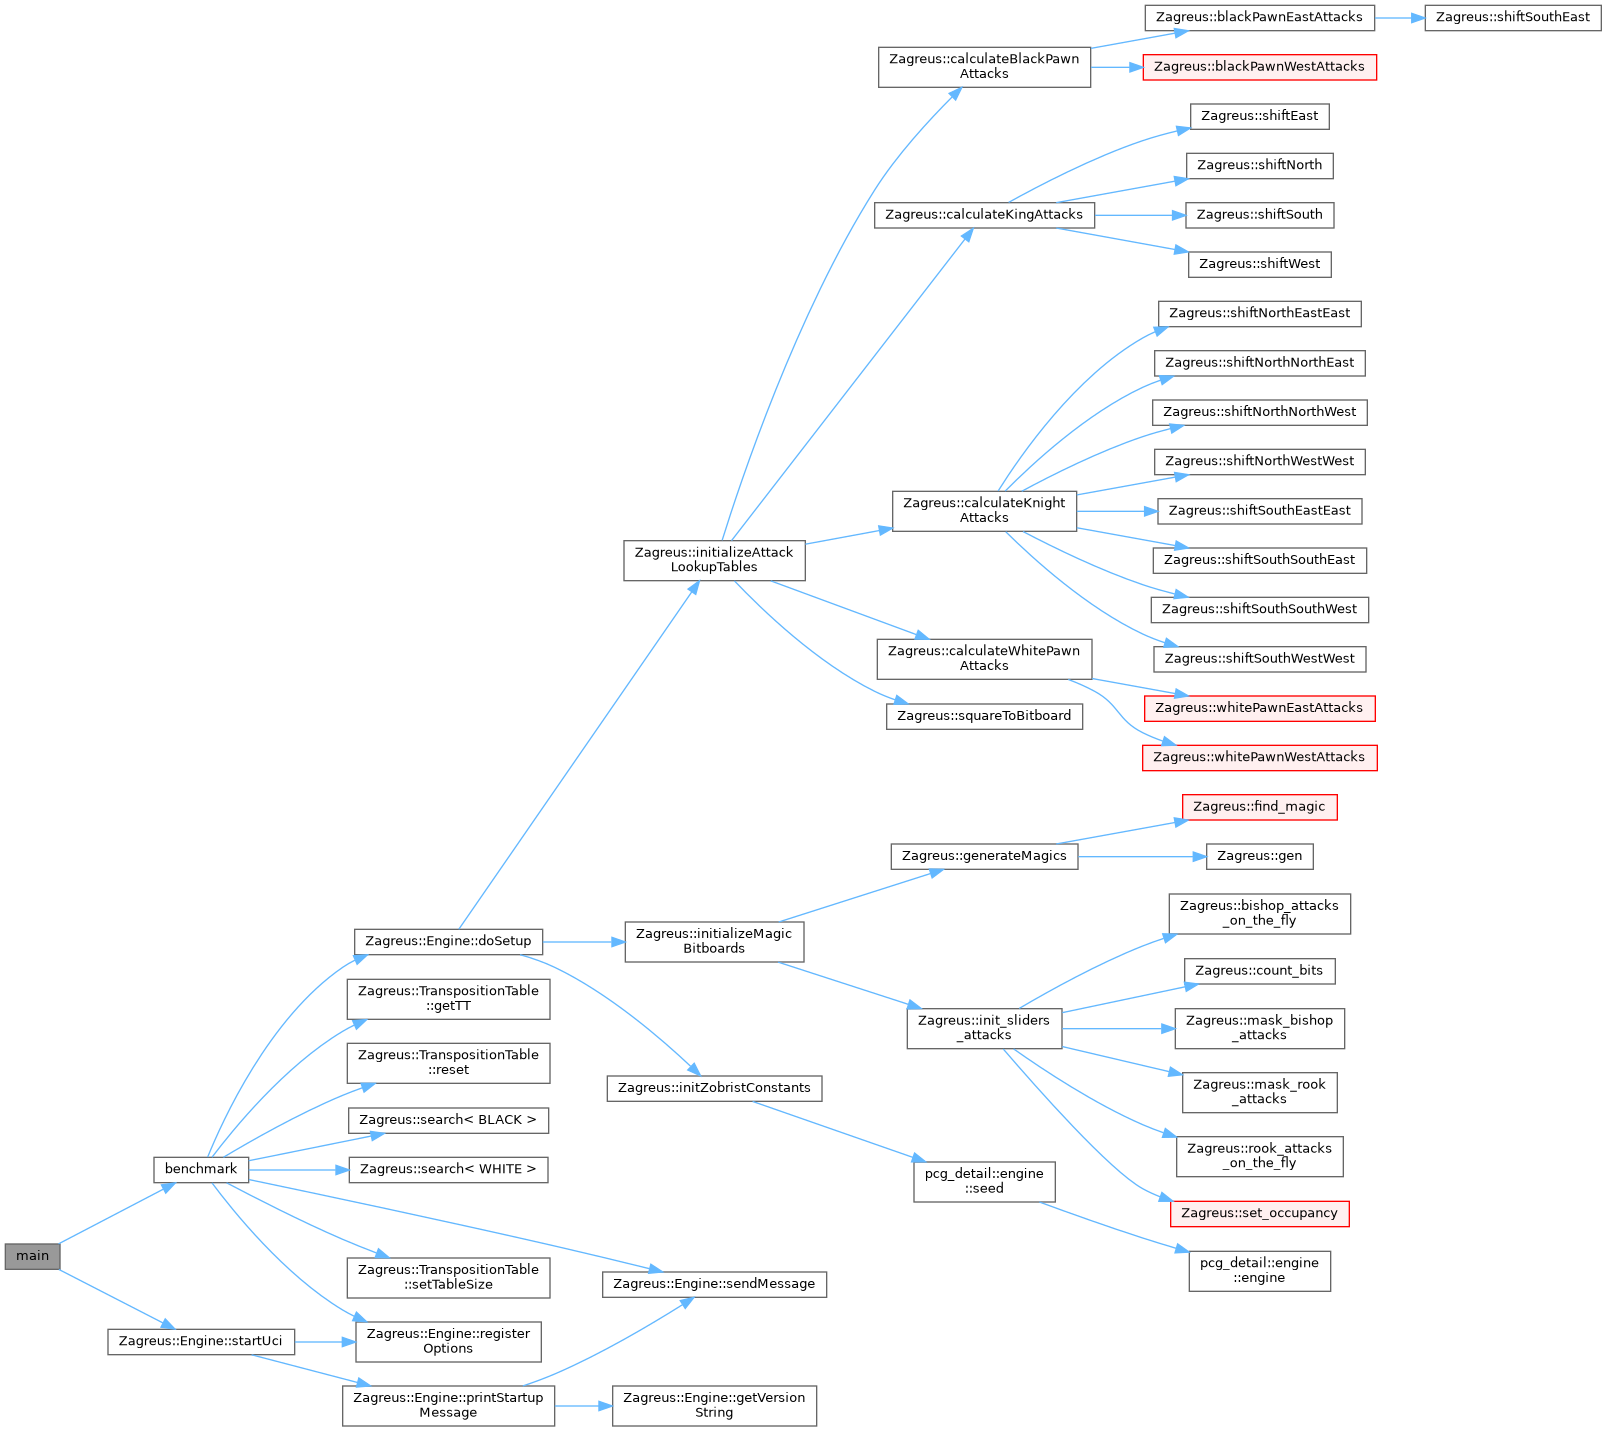 Zagreus::blackPawnEastAttacks
Zagreus::shiftSouthEast
Zagreus::calculateBlackPawn
Attacks
Zagreus::blackPawnWestAttacks
Zagreus::shiftEast
Zagreus::shiftNorth
Zagreus::calculateKingAttacks
Zagreus::shiftSouth
Zagreus::shiftWest
Zagreus::shiftNorthEastEast
Zagreus::shiftNorthNorthEast
Zagreus::shiftNorthNorthWest
Zagreus::shiftNorthWestWest
Zagreus::calculateKnight
Attacks
Zagreus::shiftSouthEastEast
Zagreus::initializeAttack
LookupTables
Zagreus::shiftSouthSouthEast
Zagreus::shiftSouthSouthWest
Zagreus::calculateWhitePawn
Attacks
Zagreus::shiftSouthWestWest
Zagreus::whitePawnEastAttacks
Zagreus::squareToBitboard
Zagreus::whitePawnWestAttacks
Zagreus::find_magic
Zagreus::generateMagics
Zagreus::gen
Zagreus::bishop_attacks
_on_the_fly
Zagreus::Engine::doSetup
Zagreus::initializeMagic
Bitboards
Zagreus::count_bits
Zagreus::TranspositionTable
::getTT
Zagreus::init_sliders
_attacks
Zagreus::mask_bishop
_attacks
Zagreus::TranspositionTable
::reset
Zagreus::initZobristConstants
Zagreus::mask_rook
_attacks
Zagreus::search< BLACK >
Zagreus::rook_attacks
_on_the_fly
benchmark
Zagreus::search< WHITE >
pcg_detail::engine
::seed
Zagreus::set_occupancy
main
Zagreus::TranspositionTable
::setTableSize
Zagreus::Engine::sendMessage
pcg_detail::engine
::engine
Zagreus::Engine::startUci
Zagreus::Engine::register
Options
Zagreus::Engine::printStartup
Message
Zagreus::Engine::getVersion
String